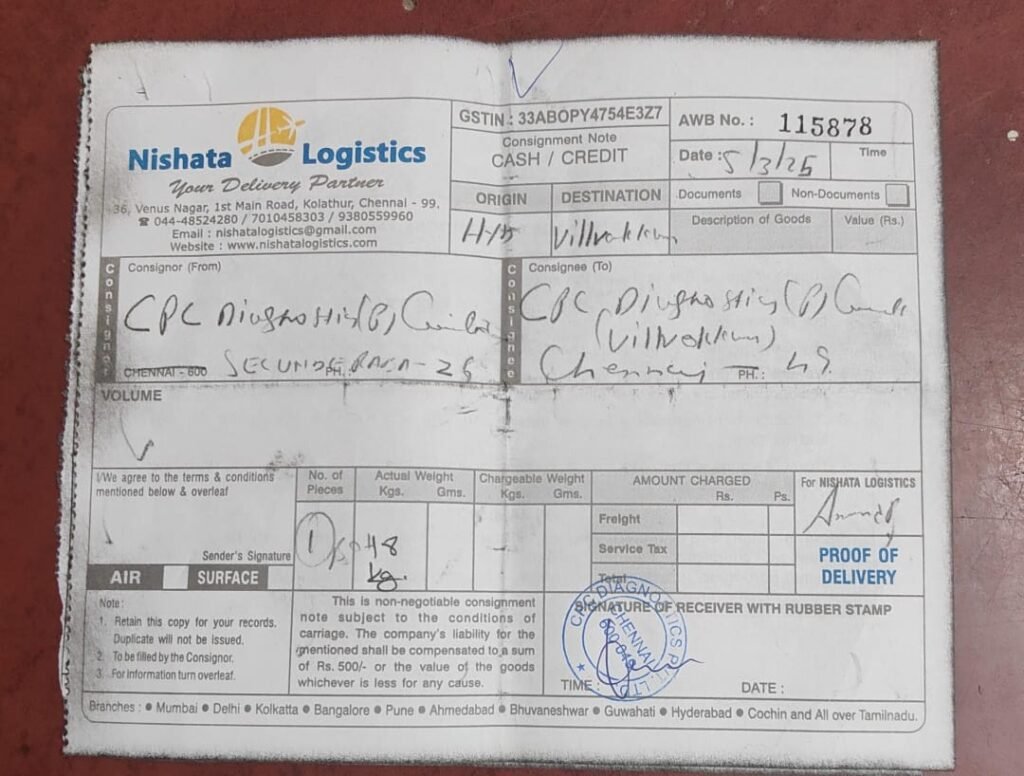 Nishata Logistics
Your Delivery Partner
36, Venus Nagar, 1st Main Road, Kolathur, Chennai - 99.
☎ 044-48524280 / 7010458303 / 9380559960
Email : nishatalogistics@gmail.com
Website : www.nishatalogistics.com
GSTIN : 33ABOPY4754E3Z7
Consignment Note
CASH / CREDIT
AWB No. : 115878
Date : 5/3/25
Time
ORIGIN
DESTINATION
Documents
Non-Documents
Hyb
Villvakkum
Description of Goods
Value (Rs.)
Consignor
Consignor (From)
CPC Diagnostics (P)
CHENNAI - 600
PH.:
SECUNDERABAD - 26
Consignee
Consignee (To)
CPC Diagnostics (P)
(Villvakkum)
Chennai - 49.
PH.:
VOLUME
I/We agree to the terms & conditions
mentioned below & overleaf
Sender's Signature
AIR
SURFACE
No. of
Pieces
1
Actual Weight
Kgs. Gms.
48
kg.
Chargeable Weight
Kgs. Gms.
AMOUNT CHARGED
Rs. Ps.
Freight
Service Tax
Total
For NISHATA LOGISTICS
PROOF OF
DELIVERY
Note:
1. Retain this copy for your records.
Duplicate will not be issued.
2. To be filled by the Consignor.
3. For information turn overleaf.
This is non-negotiable consignment
note subject to the conditions of
carriage. The company's liability for the
mentioned shall be compensated to a sum
of Rs. 500/- or the value of the goods
whichever is less for any cause.
SIGNATURE OF RECEIVER WITH RUBBER STAMP
CPC DIAGNOSTICS PVT. LTD.
CHENNAI
600 049
TIME :
DATE :
Branches : ● Mumbai ● Delhi ● Kolkatta ● Bangalore ● Pune ● Ahmedabad ● Bhuvaneshwar ● Guwahati ● Hyderabad ● Cochin and All over Tamilnadu.